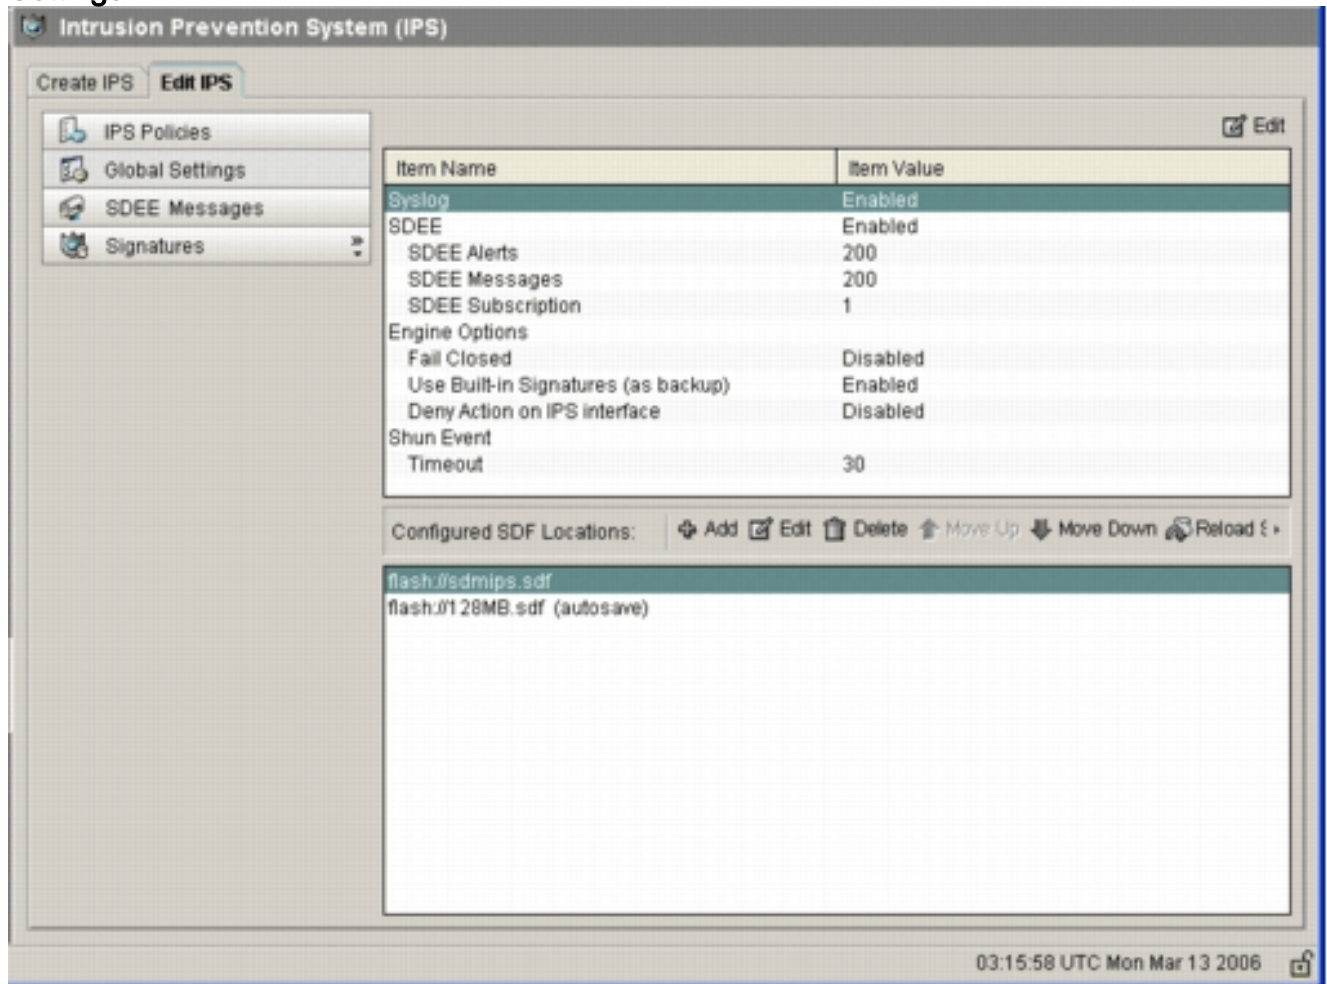 Intrusion Prevention System (IPS)
Create IPS Edit IPS
IPS Policies
Global Settings
SDEE Messages
Signatures
Edit
Item Name Item Value
Syslog Enabled
SDEE Enabled
SDEE Alerts 200
SDEE Messages 200
SDEE Subscription 1
Engine Options
Fail Closed Disabled
Use Built-in Signatures (as backup) Enabled
Deny Action on IPS interface Disabled
Shun Event
Timeout 30
Configured SDF Locations: Add Edit Delete Move Up Move Down Reload
flash://sdmips.sdf
flash://128MB.sdf (autosave)
03:15:58 UTC Mon Mar 13 2006